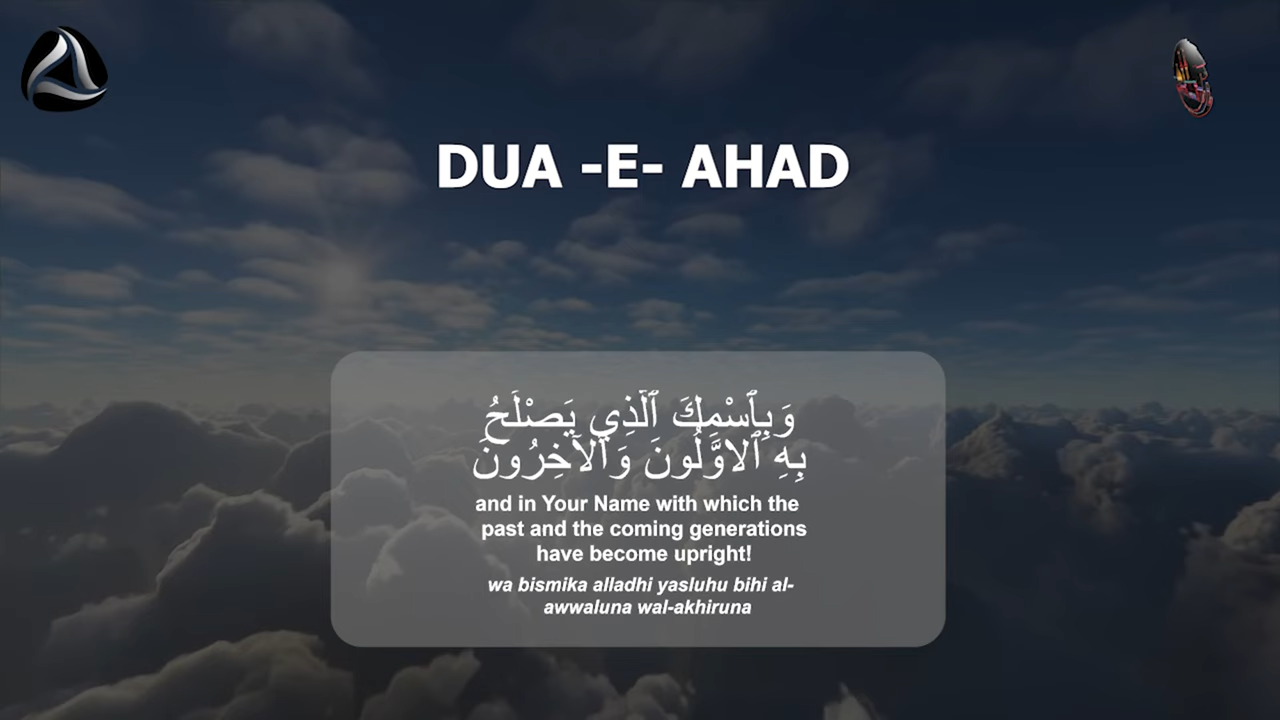 DUA -E- AHAD
وَبِٱسْمِكَ ٱلَّذِي يَصْلَحُ
بِهِ ٱلاوَّلُونَ وَٱلآخِرُونَ
and in Your Name with which the
past and the coming generations
have become upright!
wa bismika alladhi yasluhu bihi al-
awwaluna wal-akhiruna